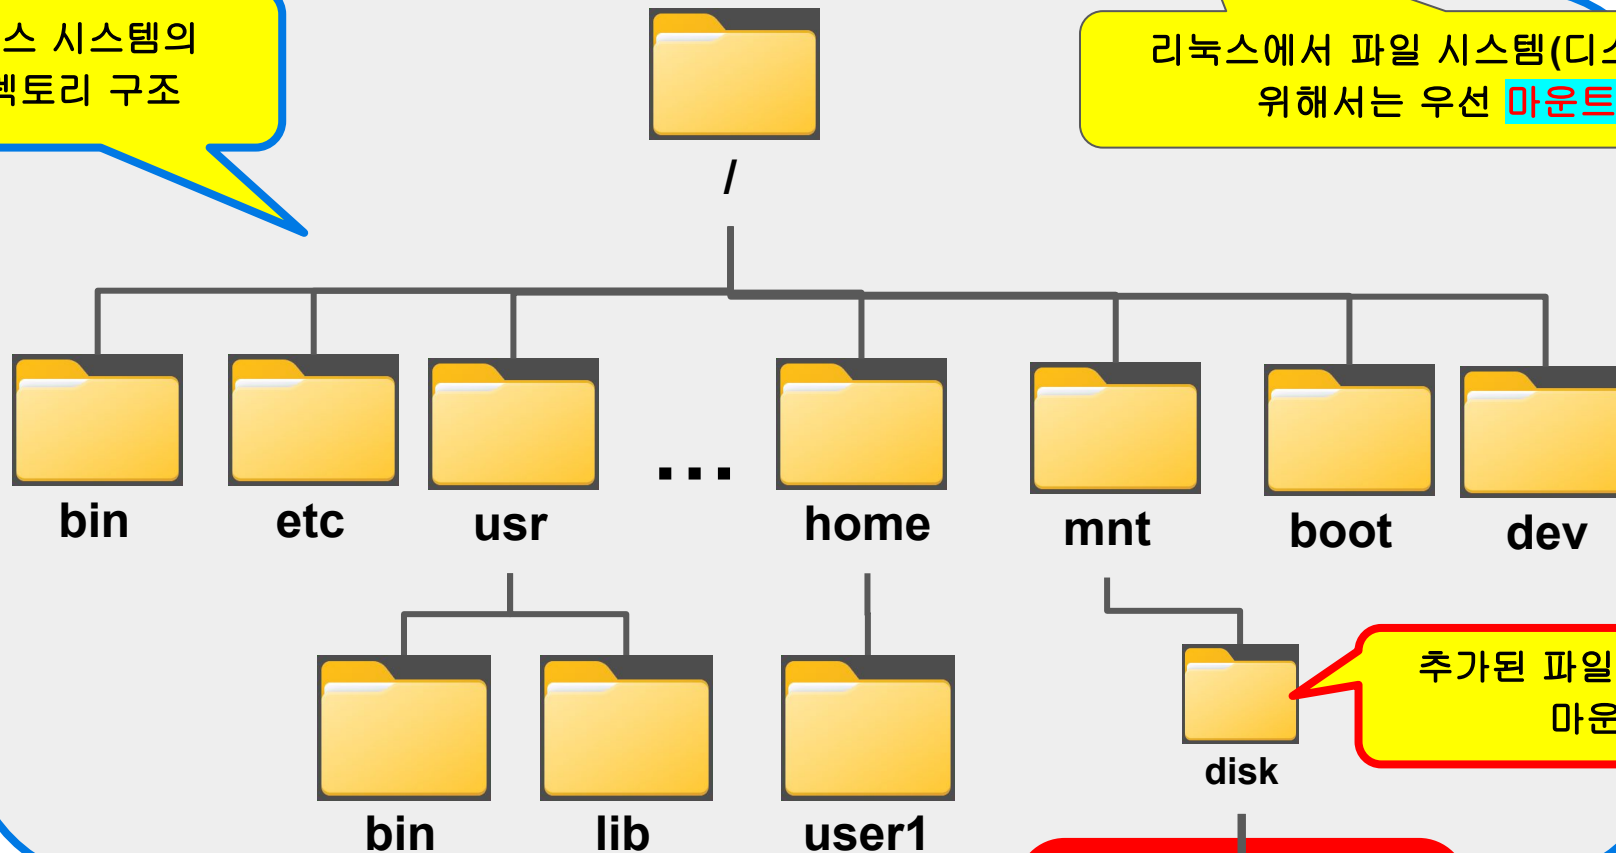 스 시스템의
토리 구조
리눅스에서 파일 시스템(디스
위해서는 우선 마운트
/
bin
etc
usr
...
home
mnt
boot
dev
추가된 파일
마운
disk
bin
lib
user1